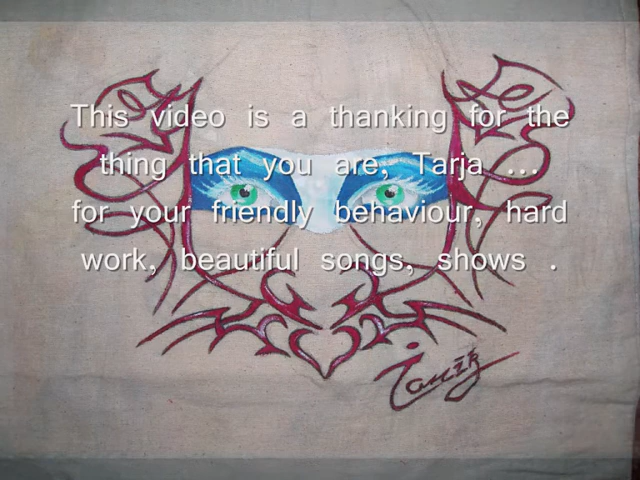 This video is a thanking for the
thing that you are, Tarja ...
for your friendly behaviour, hard
work, beautiful songs, shows .